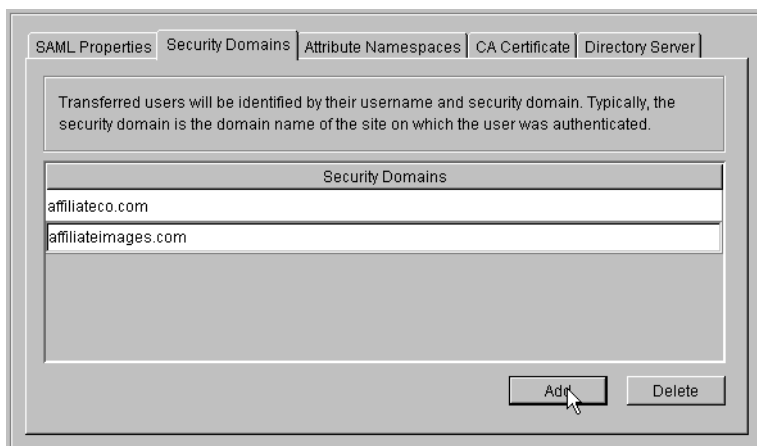 SAML Properties Security Domains Attribute Namespaces CA Certificate Directory Server
Transferred users will be identified by their username and security domain. Typically, the
security domain is the domain name of the site on which the user was authenticated.
Security Domains
affiliateco.com
affiliateimages.com
Add Delete